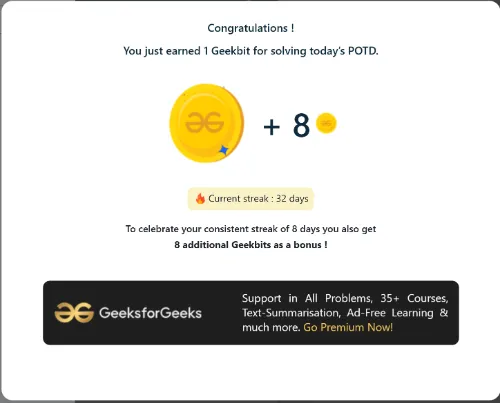 Congratulations !
You just earned 1 Geekbit for solving today's POTD.
+ 8
Current streak : 32 days
To celebrate your consistent streak of 8 days you also get
8 additional Geekbits as a bonus !
GeeksforGeeks
Support in All Problems, 35+ Courses,
Text-Summarisation, Ad-Free Learning &
much more. Go Premium Now!